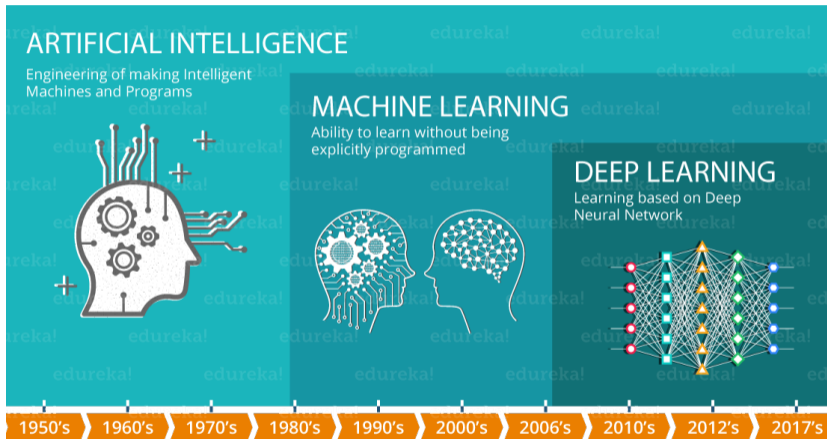 ARTIFICIAL INTELLIGENCE
Engineering of making Intelligent
Machines and Programs
MACHINE LEARNING
Ability to learn without being
explicitly programmed
DEEP LEARNING
Learning based on Deep
Neural Network
1950's 1960's 1970's 1980's 1990's 2000's 2006's 2010's 2012's 2017's
edureka!